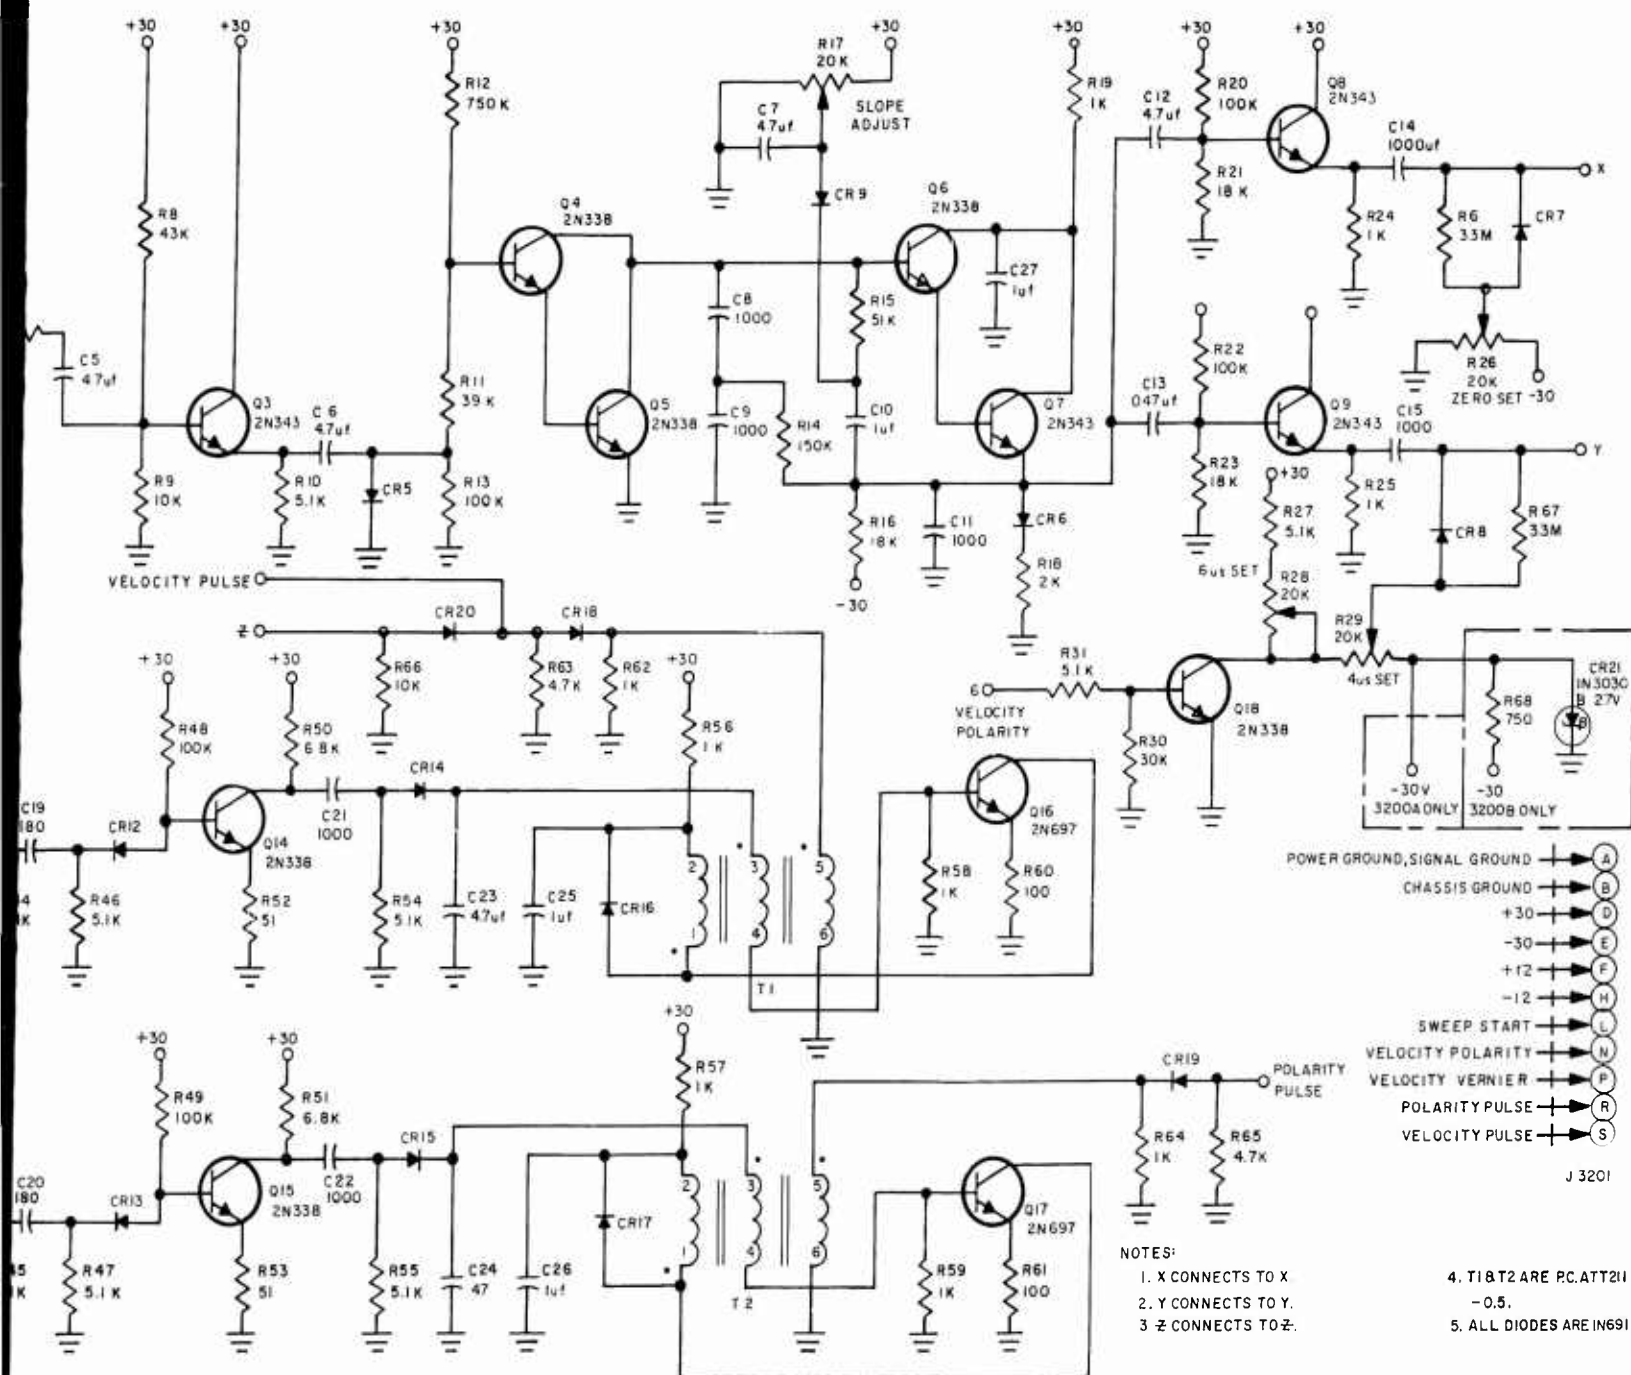 +30
+30
+30
R17
20K
+30
+30
+30
+30
R12
750K
R19
1K
C12
4.7uf
R20
100K
Q8
2N343
C7
4.7uf
SLOPE
ADJUST
C14
1000uf
R8
43K
Q4
2N338
CR9
Q6
2N338
R21
18K
X
R24
1K
R6
33M
CR7
C27
1uf
C8
1000
R15
51K
R22
100K
R26
20K
ZERO SET -30
C5
4.7uf
R11
39K
Q3
2N343
C6
4.7uf
Q5
2N338
C9
1000
R14
150K
C10
1uf
Q7
2N343
C13
047uf
Q9
2N343
C15
1000
Y
R9
10K
R10
5.1K
CR5
R13
100K
R16
18K
C11
1000
CR6
R23
18K
+30
R27
5.1K
R25
1K
CR8
R67
33M
R18
2K
-30
6us SET
R28
20K
VELOCITY PULSE
CR20
CR18
Z
R29
20K
4us SET
+30
+30
R66
10K
R63
4.7K
R62
1K
+30
R31
5.1K
6
VELOCITY
POLARITY
Q18
2N338
R68
750
CR21
1N3030
B 27V
R48
100K
R50
6.8K
R56
1K
R30
30K
-30V
3200A ONLY
-30
3200B ONLY
CR14
C19
180
CR12
C21
1000
Q14
2N338
Q16
2N697
2
3
5
R46
5.1K
R52
51
R54
5.1K
C23
4.7uf
C25
1uf
CR16
R58
1K
R60
100
1
4
6
T1
POWER GROUND, SIGNAL GROUND A
CHASSIS GROUND B
+30 D
-30 E
+12 F
-12 H
SWEEP START L
VELOCITY POLARITY N
VELOCITY VERNIER P
POLARITY PULSE R
VELOCITY PULSE S
J 3201
+30
+30
+30
R49
100K
R51
6.8K
R57
1K
CR19
POLARITY
PULSE
CR15
R64
1K
R65
4.7K
C20
180
CR13
C22
1000
Q15
2N338
2
3
5
Q17
2N697
CR17
R47
5.1K
R53
51
R55
5.1K
C24
47
C26
1uf
1
4
6
T2
R59
1K
R61
100
NOTES:
1. X CONNECTS TO X
2. Y CONNECTS TO Y.
3 Z CONNECTS TO Z.
4. T1 & T2 ARE P.C. ATT211
-0.5.
5. ALL DIODES ARE IN691